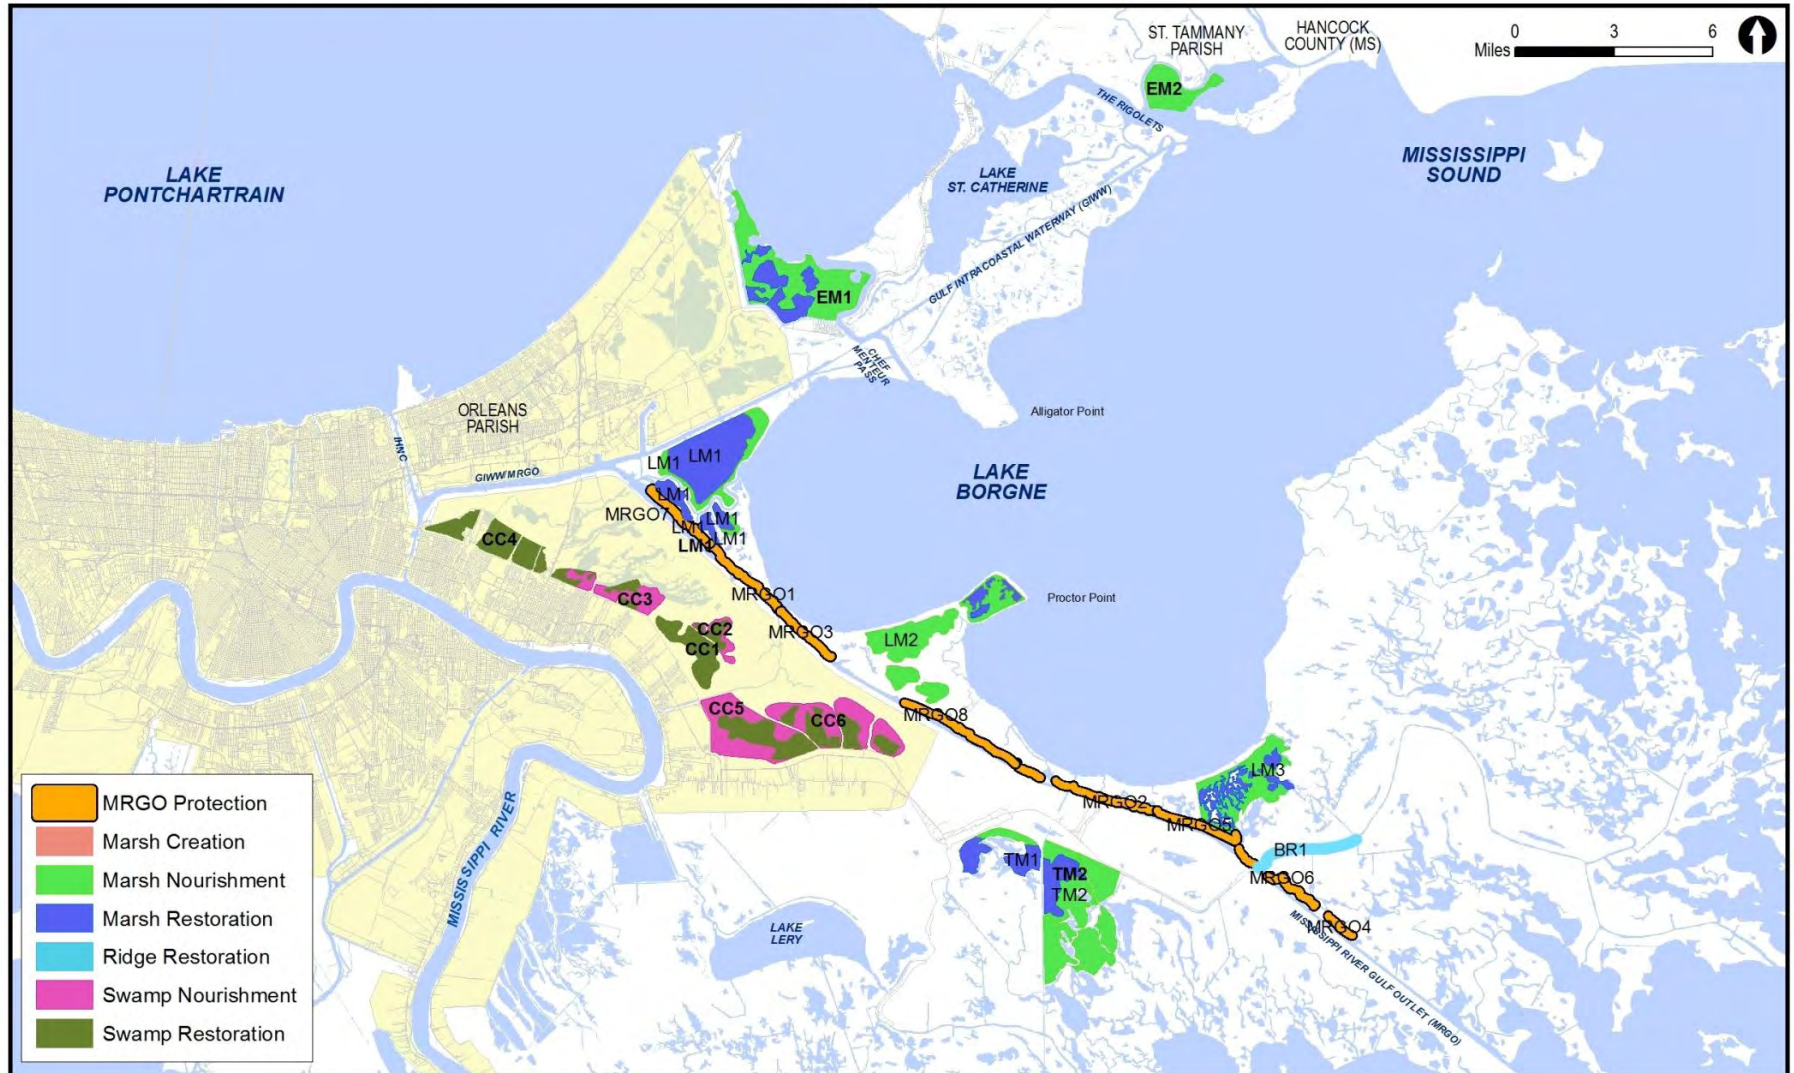 ST. TAMMANY
PARISH
HANCOCK
COUNTY (MS)
0 3 6
Miles
EM2
THE RIGOLETS
MISSISSIPPI
SOUND
LAKE
PONTCHARTRAIN
LAKE
ST. CATHERINE
GULF INTRACOASTAL WATERWAY (GIWW)
EM1
CHEF
MENTEUR
PASS
Alligator Point
ORLEANS
PARISH
IHNC
GIWW/MRGO
LM1
LM1
LM1
LAKE
BORGNE
MRGO7
LM1
LM1
LM1
LM1
CC4
MRGO1
CC3
Proctor Point
MRGO3
CC2
CC1
LM2
CC5
CC6
MRGO8
LM3
MRGO2
MRGO5
BR1
TM1
TM2
TM2
MRGO6
MRGO4
LAKE
LERY
MISSISSIPPI RIVER
MISSISSIPPI RIVER GULF OUTLET (MRGO)
MRGO Protection
Marsh Creation
Marsh Nourishment
Marsh Restoration
Ridge Restoration
Swamp Nourishment
Swamp Restoration